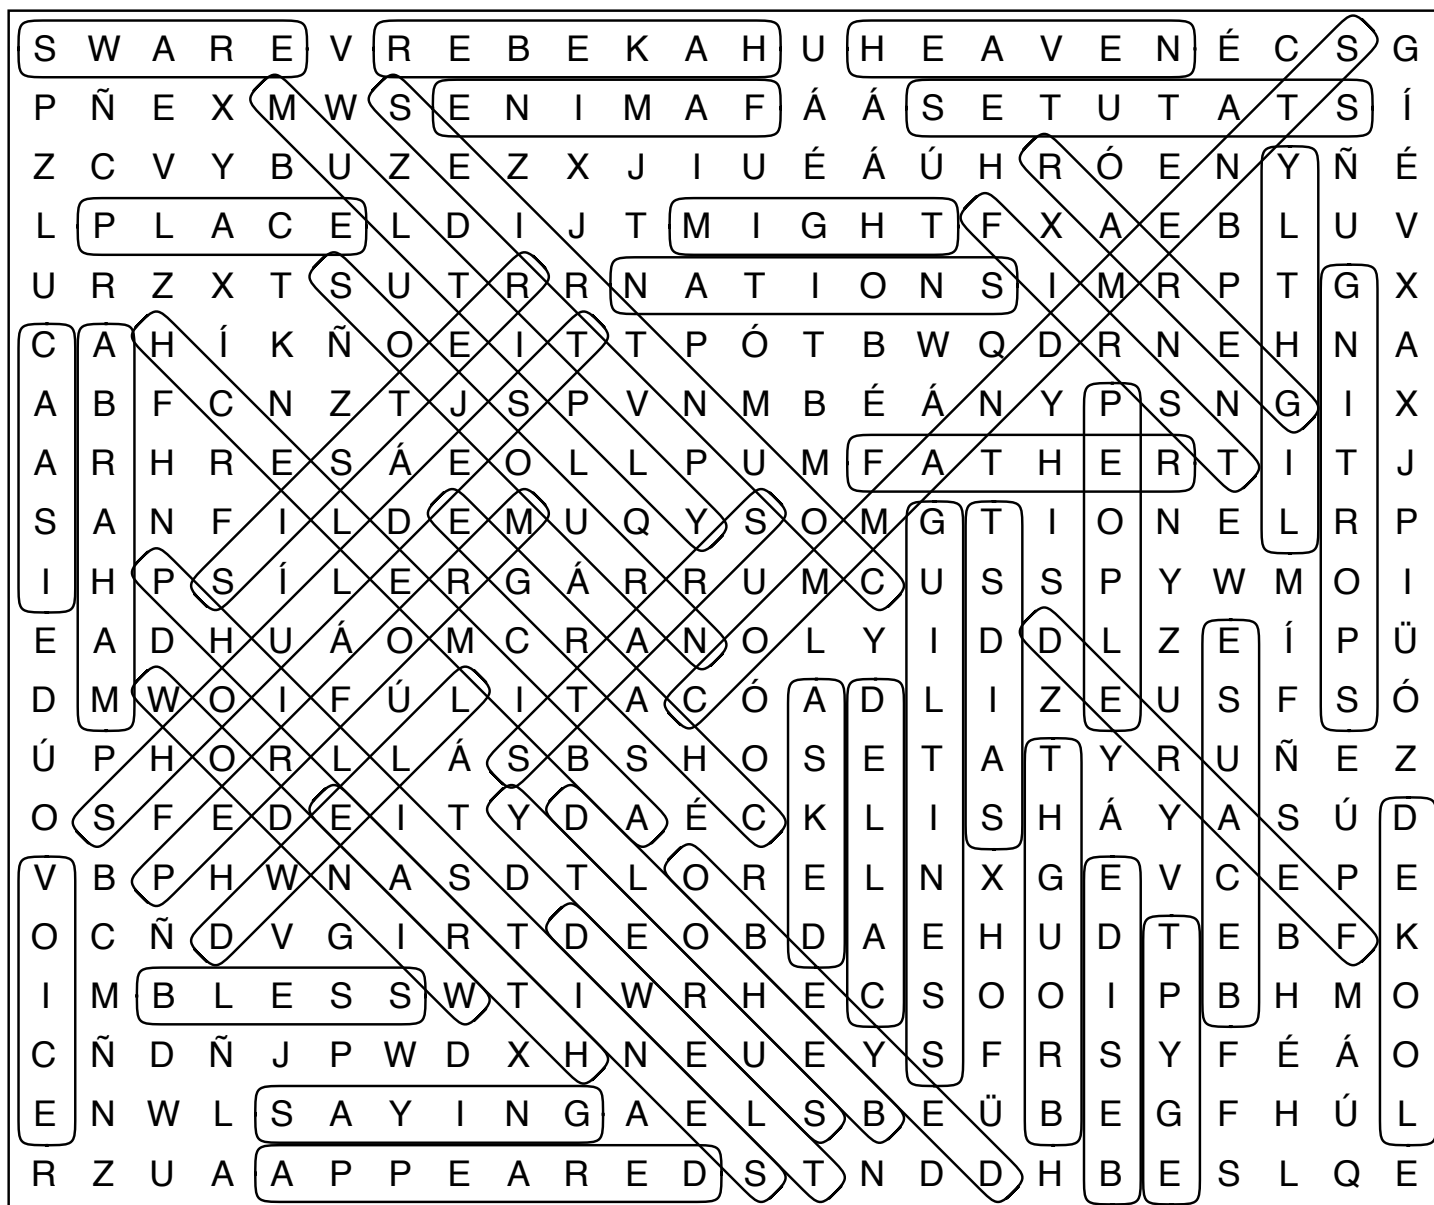 S W A R E V R E B E K A H U H E A V E N É C S G
P Ñ E X M W S E N I M A F Á Á S E T U T A T S Í
Z C V Y B U Z E Z X J I U É Á Ú H R Ó E N Y Ñ É
L P L A C E L D I J T M I G H T F X A E B L U V
U R Z X T S U T R R N A T I O N S I M R P T G X
C A H Í K Ñ O E I T T P Ó T B W Q D R N E H N A
A B F C N Z T J S P V N M B É Á N Y P S N G I X
A R H R E S Á E O L L P U M F A T H E R T I T J
S A N F I L D E M U Q Y S O M G T I O N E L R P
I H P S Í L E R G Á R R U M C U S S P Y W M O I
E A D H U Á O M C R A N O L Y I D D L Z E Í P Ü
D M W O I F Ú L I T A C Ó A D L I Z E U S F S Ó
Ú P H O R L L Á S B S H O S E T A T Y R U Ñ E Z
O S F E D E I T Y D A É C K L I S H Á Y A S Ú D
V B P H W N A S D T L O R E L N X G E V C E P E
O C Ñ D V G I R T D E O B D A E H U D T E B F K
I M B L E S S W T I W R H E C S O O I P B H M O
C Ñ D Ñ J P W D X H N E U E Y S F R S Y F É Á O
E N W L S A Y I N G A E L S B E Ü B E G F H Ú L
R Z U A A P P E A R E D S T N D D H B E S L Q E